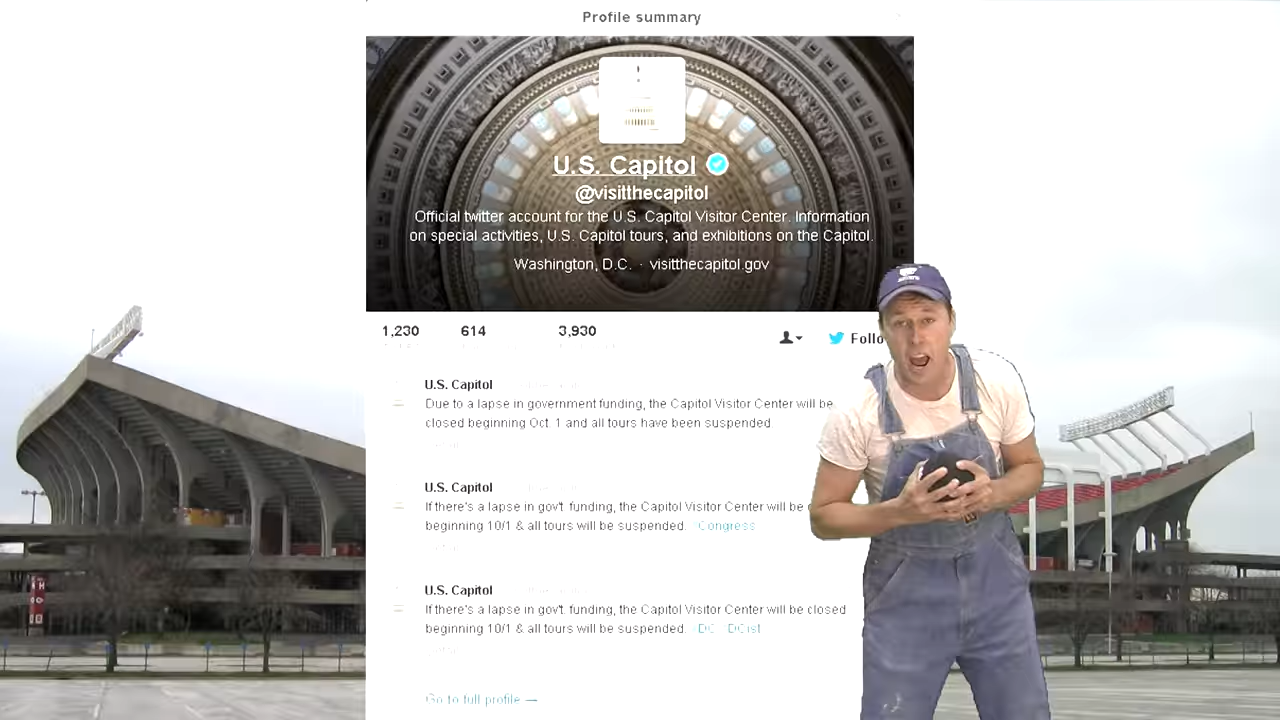 Profile summary
U.S. Capitol
@visitthecapitol
Official twitter account for the U.S. Capitol Visitor Center. Information
on special activities, U.S. Capitol tours, and exhibitions on the Capitol.
Washington, D.C. · visitthecapitol.gov
1,230 614 3,930
Follo
U.S. Capitol
Due to a lapse in government funding, the Capitol Visitor Center will be
closed beginning Oct. 1 and all tours have been suspended
U.S. Capitol
If there's a lapse in gov't. funding, the Capitol Visitor Center will be
beginning 10/1 & all tours will be suspended. #Congress
U.S. Capitol
If there's a lapse in gov't. funding, the Capitol Visitor Center will be closed
beginning 10/1 & all tours will be suspended. #DC #DCist
Go to full profile →